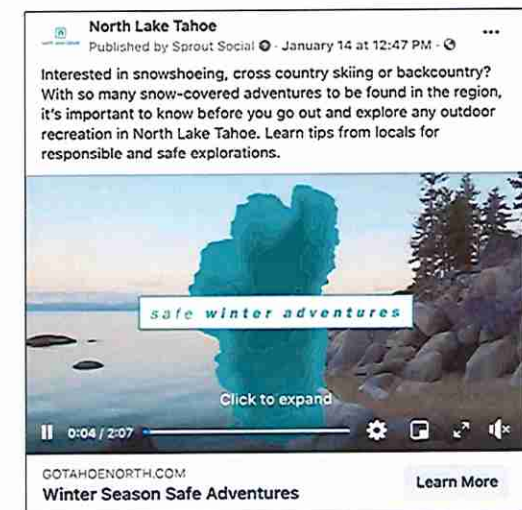 North Lake Tahoe
Published by Sprout Social · January 14 at 12:47 PM ·
Interested in snowshoeing, cross country skiing or backcountry?
With so many snow-covered adventures to be found in the region,
it's important to know before you go out and explore any outdoor
recreation in North Lake Tahoe. Learn tips from locals for
responsible and safe explorations.
safe winter adventures
Click to expand
0:04 / 2:07
GOTAHOENORTH.COM
Winter Season Safe Adventures
Learn More